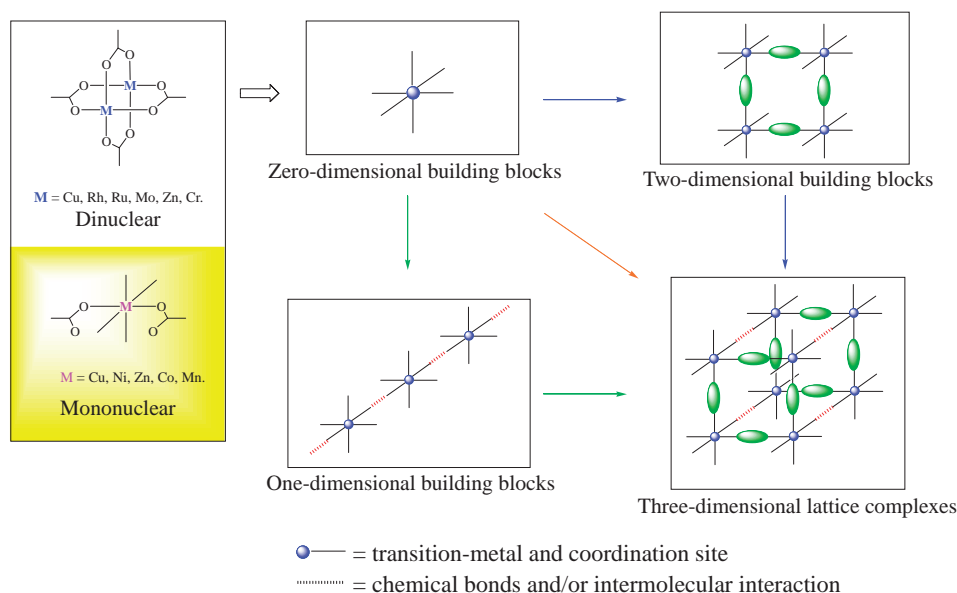 O
O
O
M
O
O
M
O
O
O
M = Cu, Rh, Ru, Mo, Zn, Cr.
Dinuclear
O
M
O
O
O
M = Cu, Ni, Zn, Co, Mn.
Mononuclear
Zero-dimensional building blocks
Two-dimensional building blocks
One-dimensional building blocks
Three-dimensional lattice complexes
= transition-metal and coordination site
= chemical bonds and/or intermolecular interaction